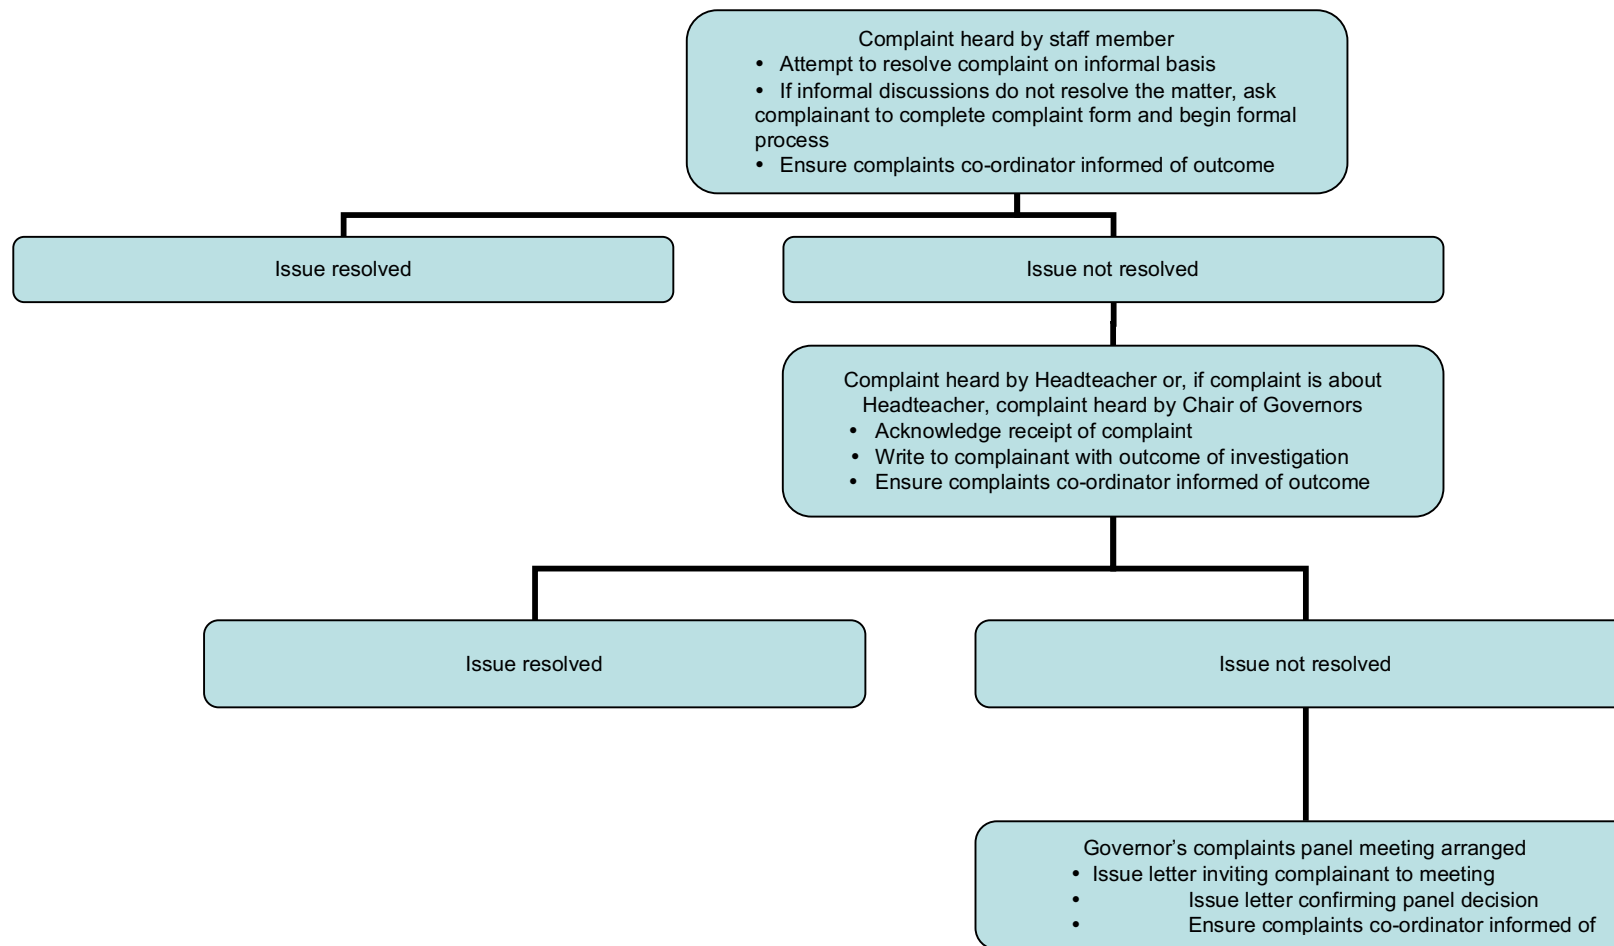 Complaint heard by staff member
• Attempt to resolve complaint on informal basis
• If informal discussions do not resolve the matter, ask
complainant to complete complaint form and begin formal
process
• Ensure complaints co-ordinator informed of outcome
Issue resolved
Issue not resolved
Complaint heard by Headteacher or, if complaint is about
Headteacher, complaint heard by Chair of Governors
• Acknowledge receipt of complaint
• Write to complainant with outcome of investigation
• Ensure complaints co-ordinator informed of outcome
Issue resolved
Issue not resolved
Governor’s complaints panel meeting arranged
• Issue letter inviting complainant to meeting
• Issue letter confirming panel decision
• Ensure complaints co-ordinator informed of